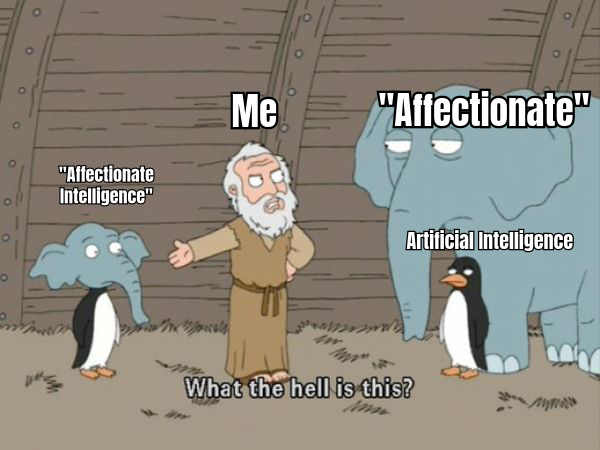 Me
"Affectionate"
"Affectionate
Intelligence"
Artificial Intelligence
What the hell is this?